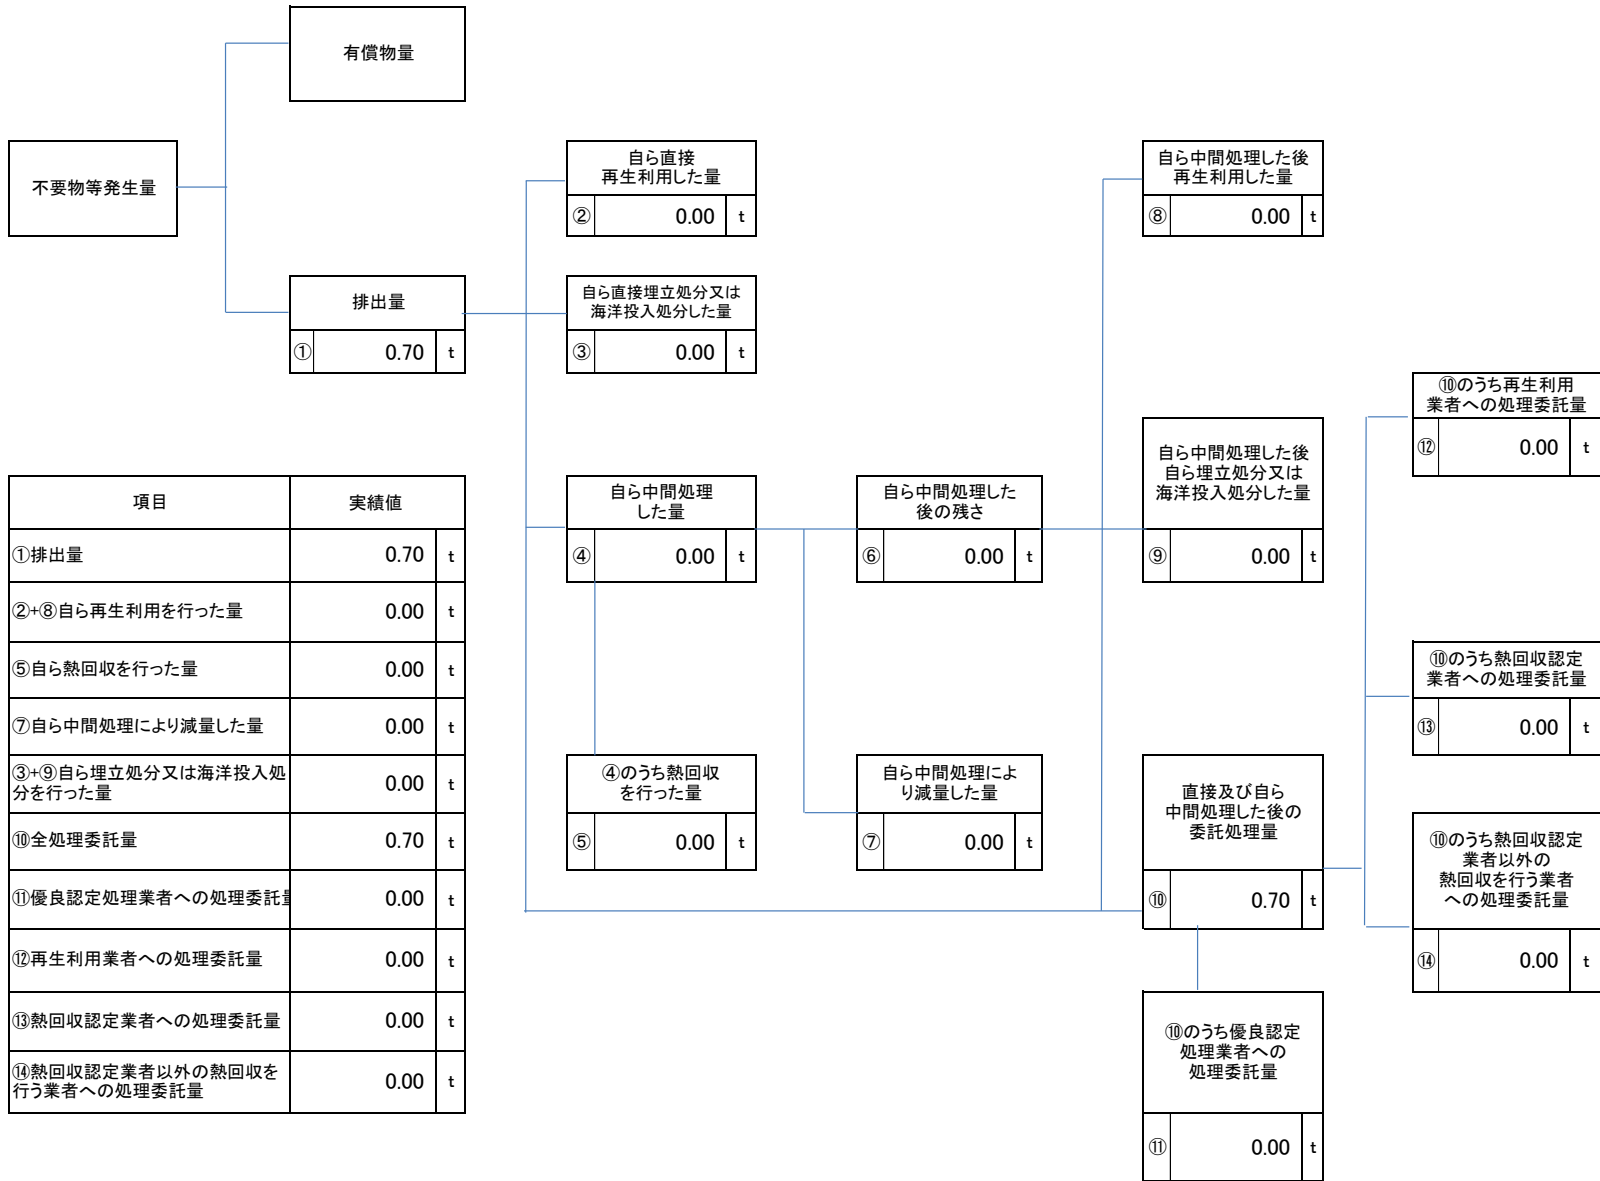 有償物量
不要物等発生量
排出量
① 0.70 t
自ら直接
再生利用した量
② 0.00 t
自ら直接埋立処分又は
海洋投入処分した量
③ 0.00 t
自ら中間処理
した量
④ 0.00 t
④のうち熱回収
を行った量
⑤ 0.00 t
自ら中間処理した
後の残さ
⑥ 0.00 t
自ら中間処理によ
り減量した量
⑦ 0.00 t
自ら中間処理した後
再生利用した量
⑧ 0.00 t
自ら中間処理した後
自ら埋立処分又は
海洋投入処分した量
⑨ 0.00 t
直接及び自ら
中間処理した後の
委託処理量
⑩ 0.70 t
⑩のうち優良認定
処理業者への
処理委託量
⑪ 0.00 t
⑩のうち再生利用
業者への処理委託量
⑫ 0.00 t
⑩のうち熱回収認定
業者への処理委託量
⑬ 0.00 t
⑩のうち熱回収認定
業者以外の
熱回収を行う業者
への処理委託量
⑭ 0.00 t
項目 実績値
①排出量 0.70 t
②+⑧自ら再生利用を行った量 0.00 t
⑤自ら熱回収を行った量 0.00 t
⑦自ら中間処理により減量した量 0.00 t
③+⑨自ら埋立処分又は海洋投入処
分を行った量 0.00 t
⑩全処理委託量 0.70 t
⑪優良認定処理業者への処理委託量 0.00 t
⑫再生利用業者への処理委託量 0.00 t
⑬熱回収認定業者への処理委託量 0.00 t
⑭熱回収認定業者以外の熱回収を
行う業者への処理委託量 0.00 t